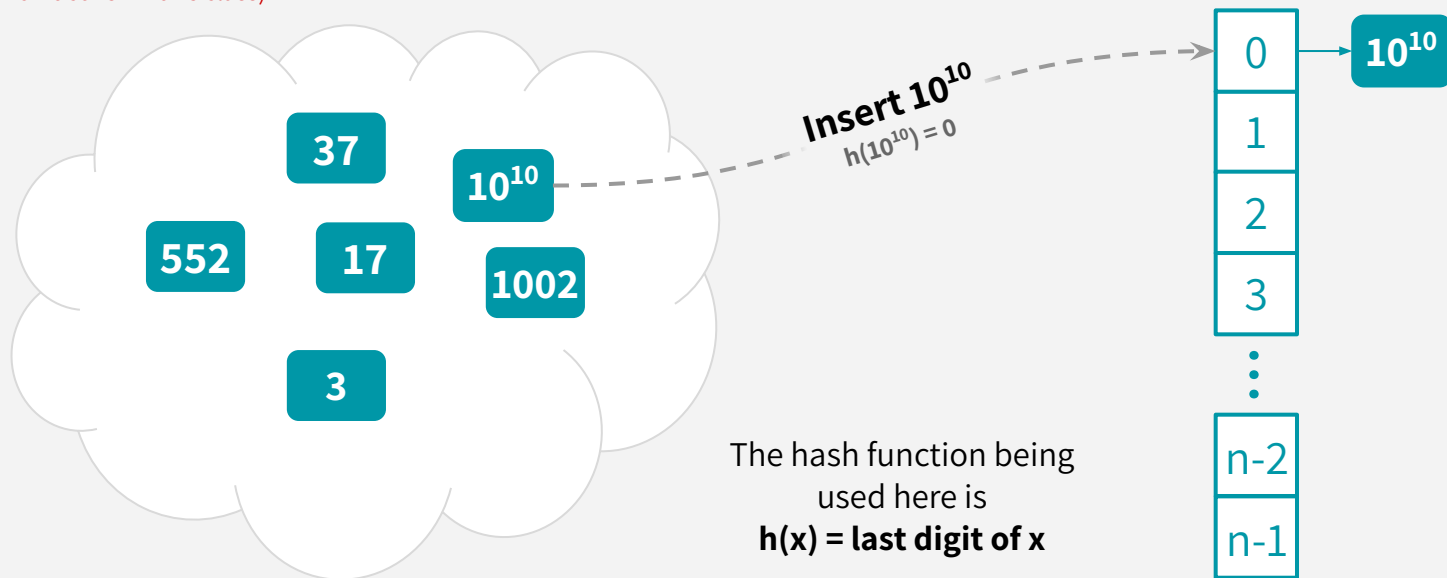 37
10¹⁰
552
17
1002
3
Insert 10¹⁰
h(10¹⁰) = 0
The hash function being
used here is
h(x) = last digit of x
0
10¹⁰
1
2
3
n-2
n-1